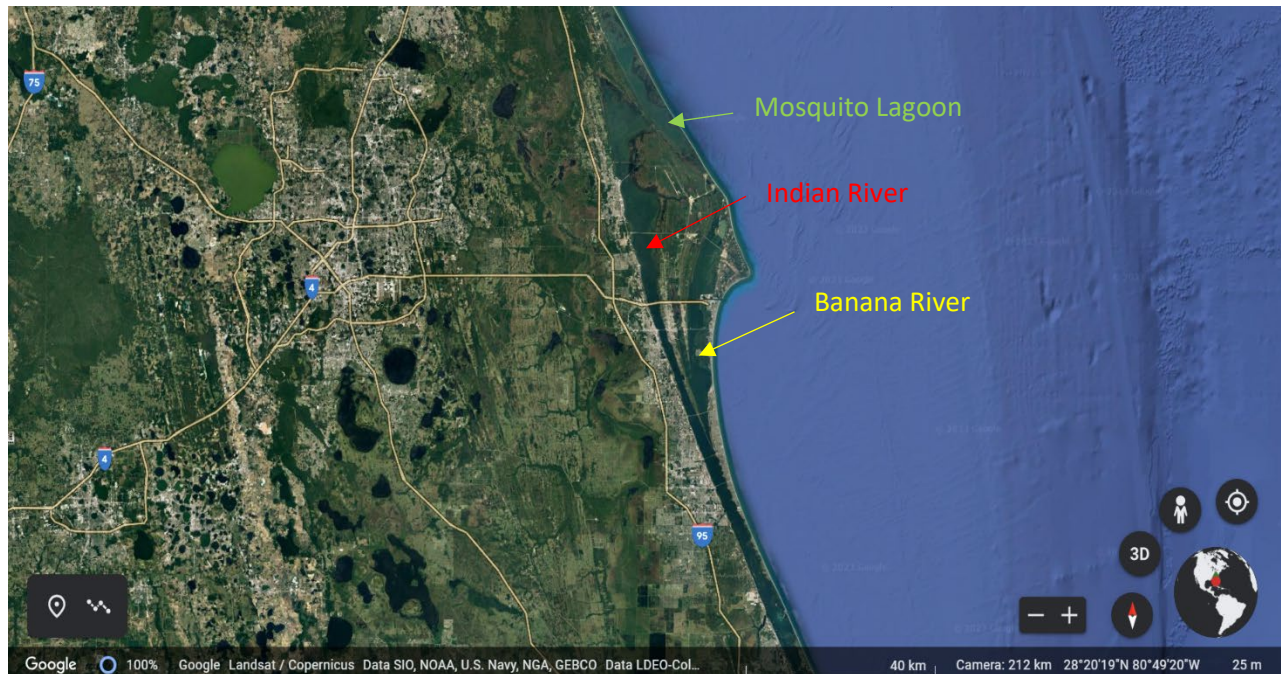 75
Mosquito Lagoon
Indian River
4
Banana River
4
95
3D
Google 100% Google Landsat / Copernicus Data SIO, NOAA, U.S. Navy, NGA, GEBCO Data LDEO-Col... 40 km Camera: 212 km 28°20'19"N 80°49'20"W 25 m